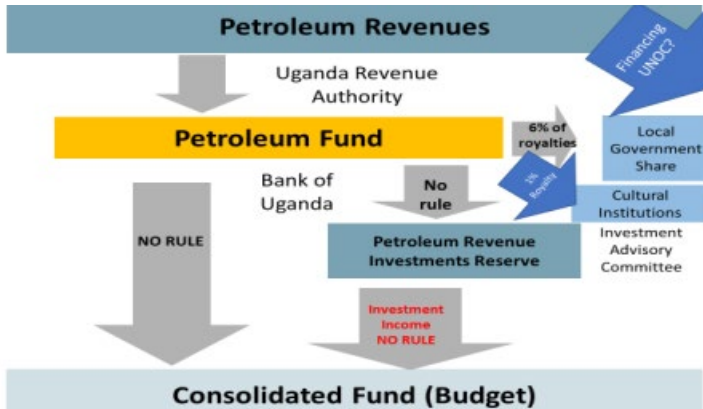 Petroleum Revenues
Financing
UNOC?
Uganda Revenue
Authority
Petroleum Fund
6% of
royalties
Local
Government
Share
Bank of
Uganda
No
rule
1%
Royalty
Cultural
Institutions
NO RULE
Petroleum Revenue
Investments Reserve
Investment
Advisory
Committee
Investment
Income
NO RULE
Consolidated Fund (Budget)